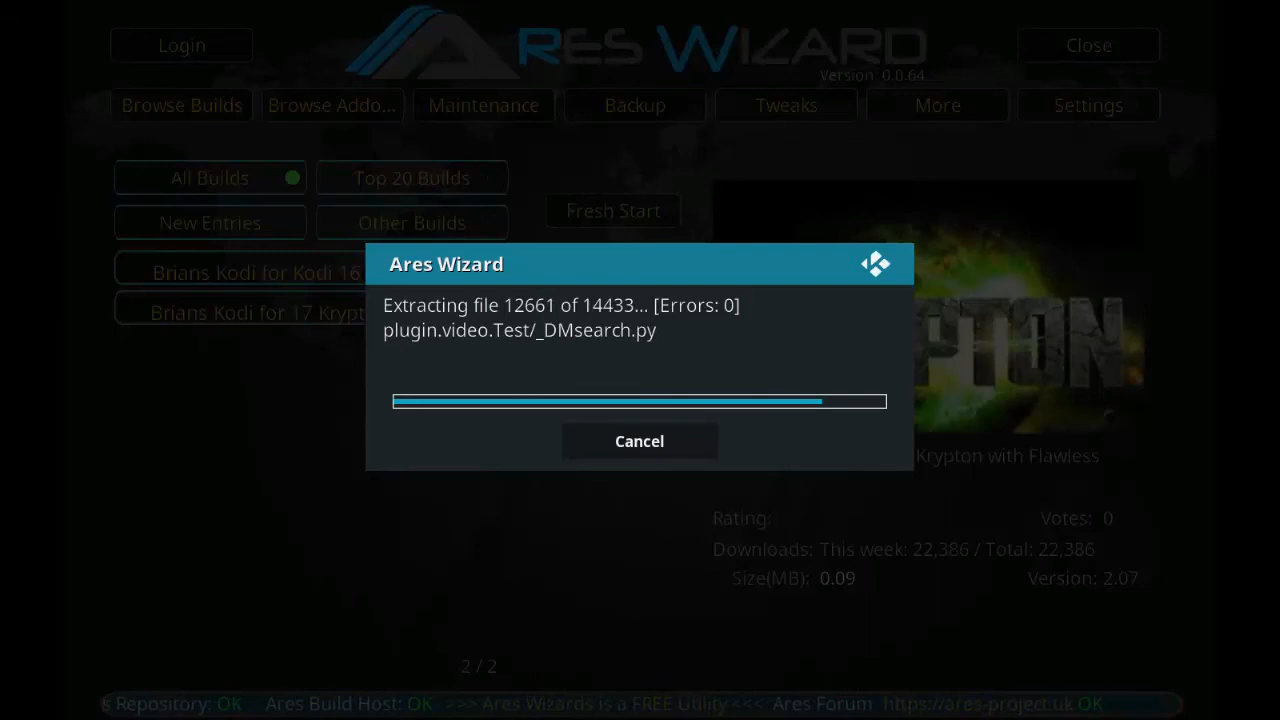 Login
ARES WIZARD
Close
Version: 0.0.64
Browse Builds
Browse Addo...
Maintenance
Backup
Tweaks
More
Settings
All Builds
Top 20 Builds
New Entries
Other Builds
Fresh Start
Brians Kodi for Kodi 16
Brians Kodi for 17 Krypt
Ares Wizard
Extracting file 12661 of 14433... [Errors: 0]
plugin.video.Test/_DMsearch.py
Cancel
PTON
Krypton with Flawless
Rating:
Votes: 0
Downloads: This week: 22,386 / Total: 22,386
Size(MB): 0.09
Version: 2.07
2 / 2
s Repository: OK Ares Build Host: OK >>> Ares Wizards is a FREE Utility <<< Ares Forum https://ares-project.uk OK